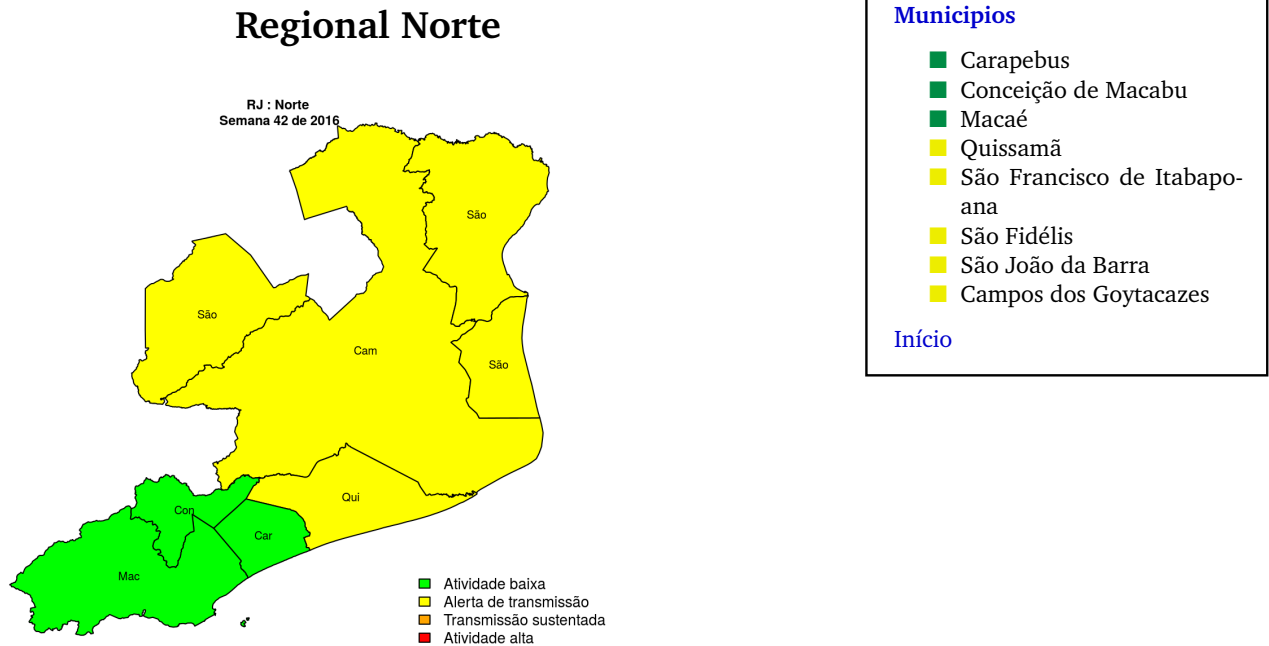 Regional Norte
RJ : Norte
Semana 42 de 2016
São
São
Cam
São
Qui
Con
Car
Mac
Atividade baixa
Alerta de transmissão
Transmissão sustentada
Atividade alta
Municipios
Carapebus
Conceição de Macabu
Macaé
Quissamã
São Francisco de Itabapo-
ana
São Fidélis
São João da Barra
Campos dos Goytacazes
Início